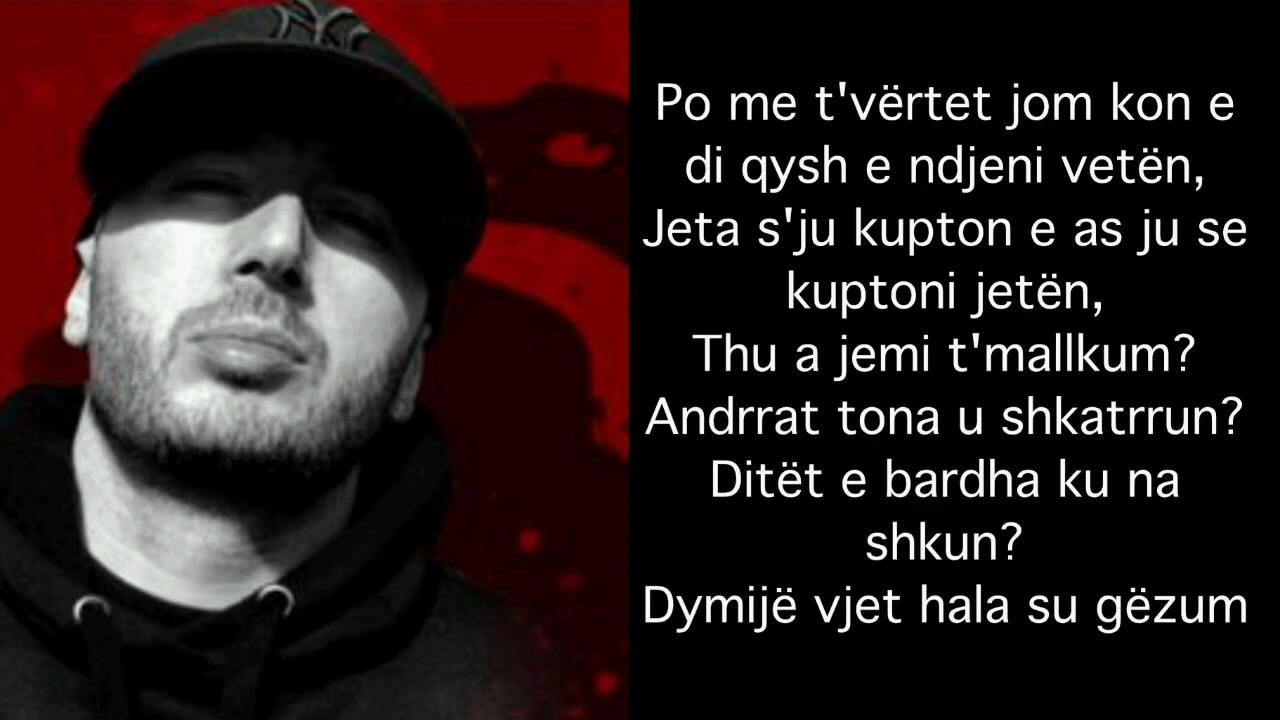 Po me t'vërtet jom kon e
di qysh e ndjeni vetën,
Jeta s'ju kupton e as ju se
kuptoni jetën,
Thu a jemi t'mallkum?
Andrrat tona u shkatrrun?
Ditët e bardha ku na
shkun?
Dymijë vjet hala su gëzum
NY